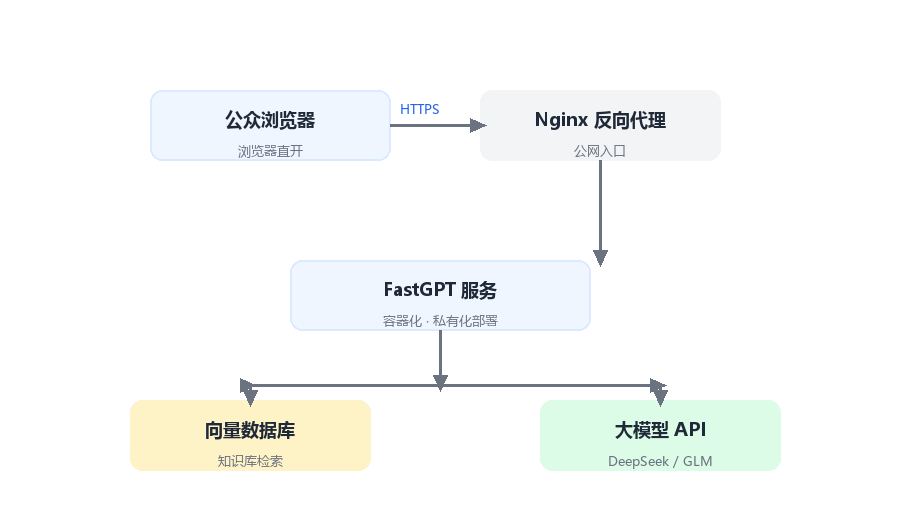 公众浏览器
浏览器直开
HTTPS
Nginx 反向代理
公网入口
FastGPT 服务
容器化 · 私有化部署
向量数据库
知识库检索
大模型 API
DeepSeek / GLM